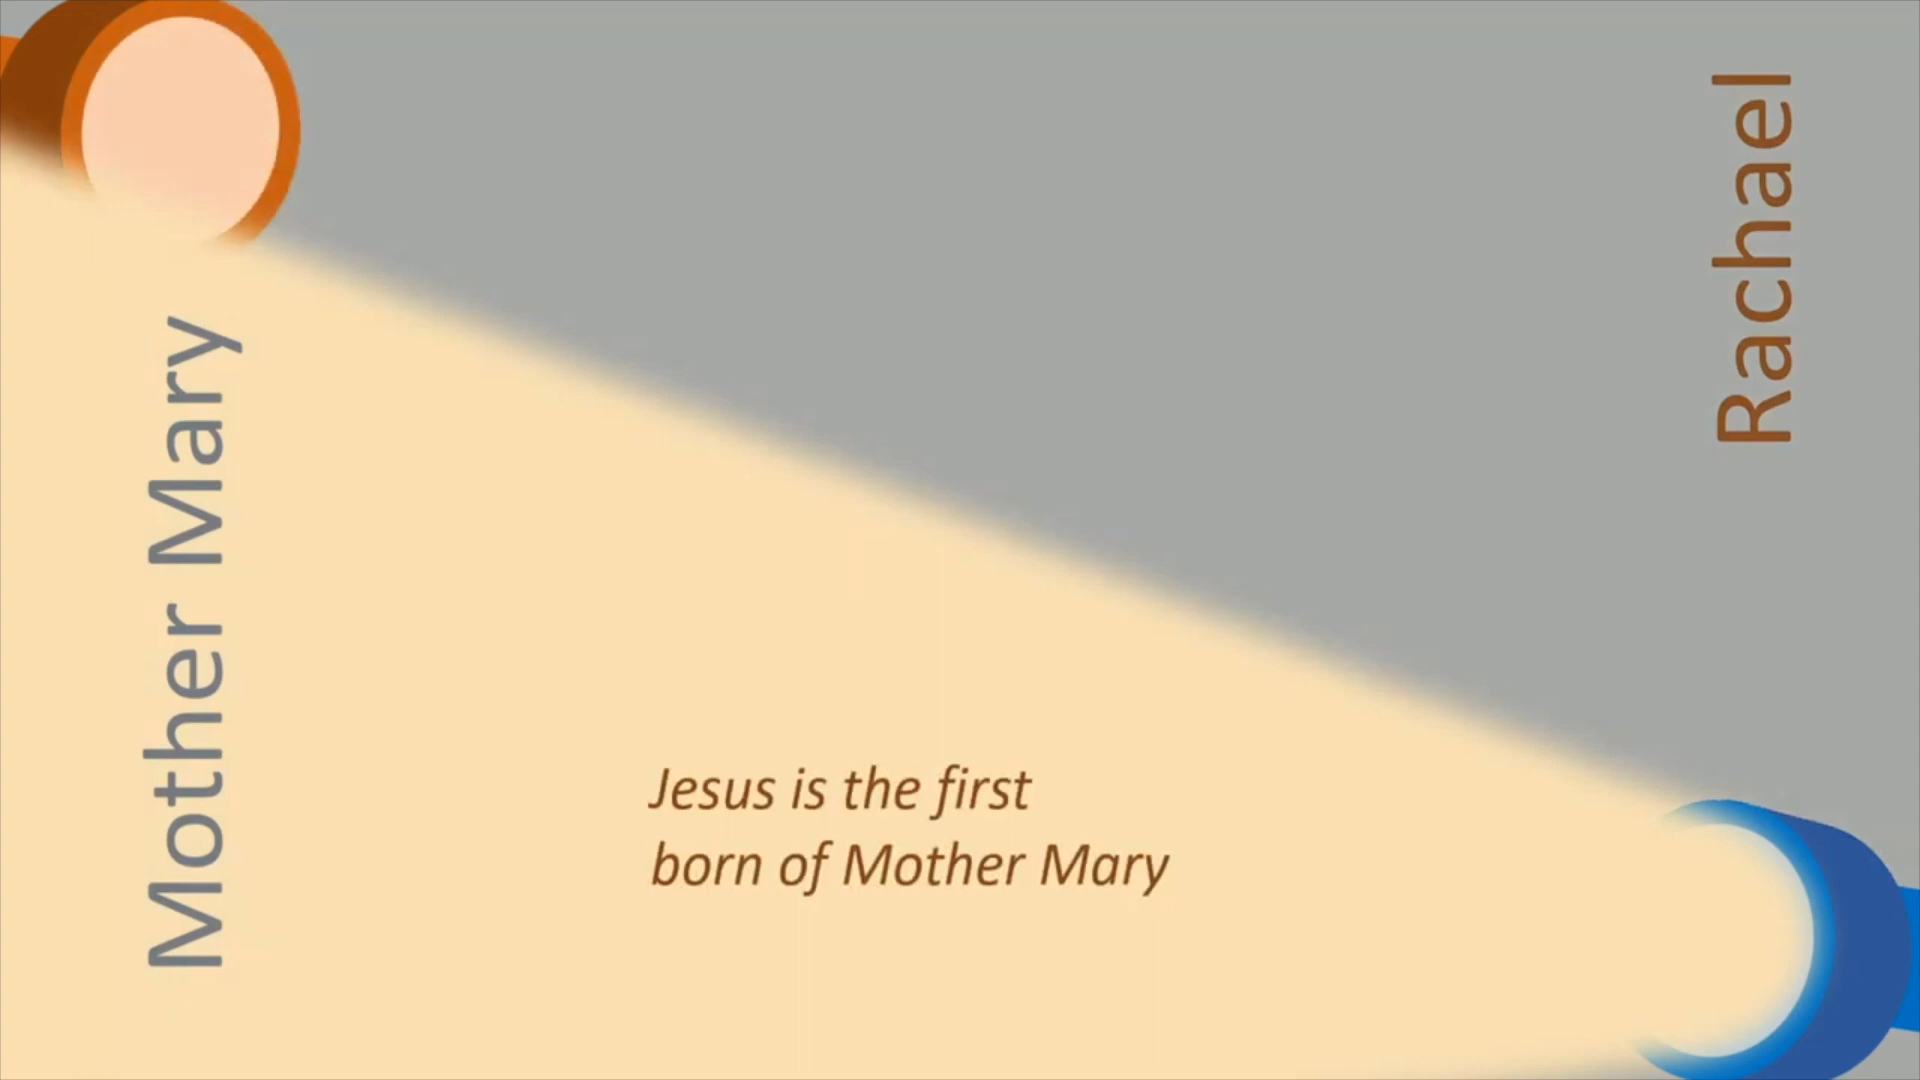 Mother Mary
Rachael
Jesus is the first
born of Mother Mary